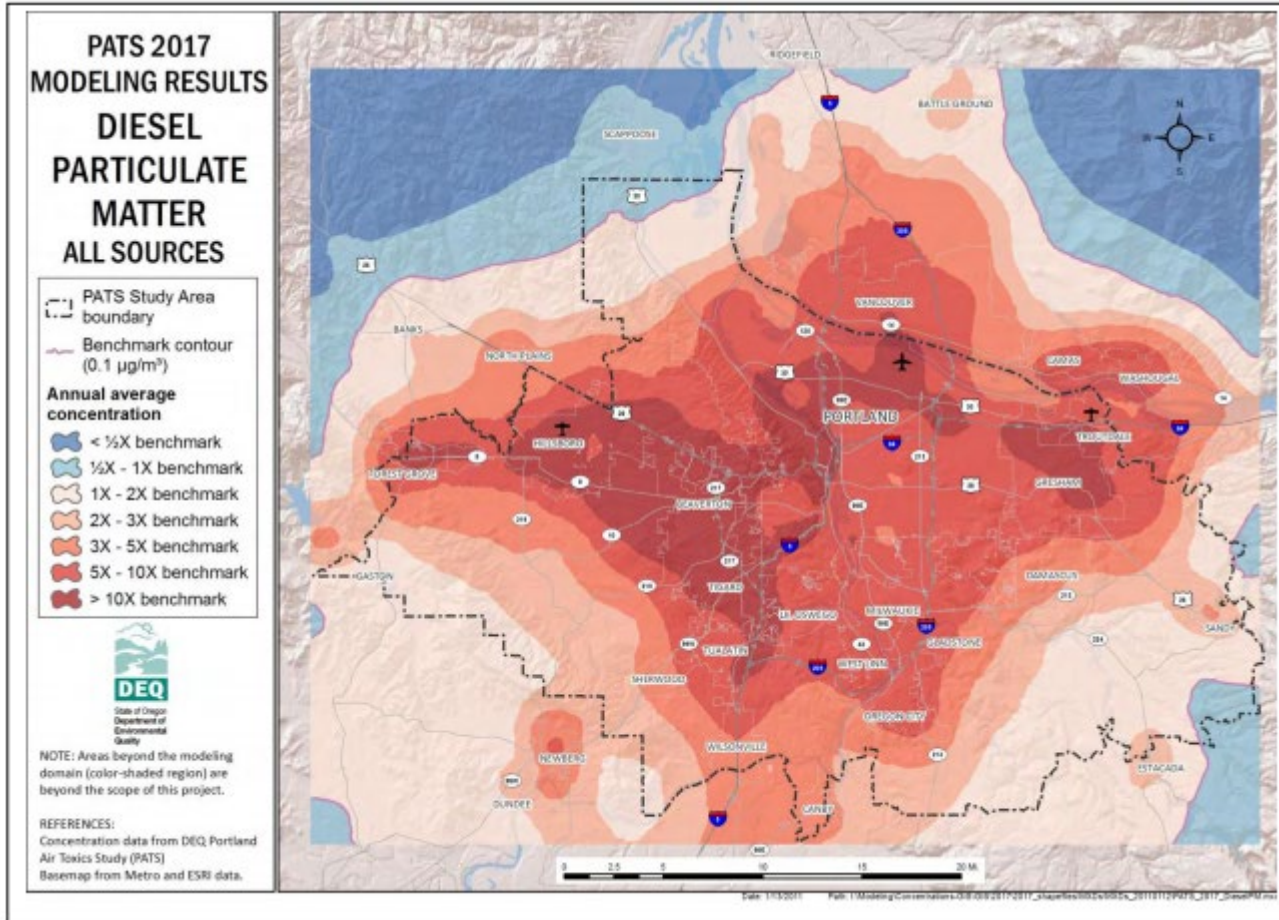 PATS 2017
MODELING RESULTS
DIESEL
PARTICULATE
MATTER
ALL SOURCES
PATS Study Area
boundary
Benchmark contour
(0.1 µg/m³)
Annual average
concentration
< ½X benchmark
½X - 1X benchmark
1X - 2X benchmark
2X - 3X benchmark
3X - 5X benchmark
5X - 10X benchmark
> 10X benchmark
DEQ
State of Oregon
Department of
Environmental
Quality
NOTE: Areas beyond the modeling
domain (color-shaded region) are
beyond the scope of this project.
REFERENCES:
Concentration data from DEQ Portland
Air Toxics Study (PATS)
Basemap from Metro and ESRI data.
RIDGEFIELD
BATTLE GROUND
SCAPPOOSE
N
W E
S
VANCOUVER
BANKS
NORTH PLAINS
CAMAS
WASHOUGAL
PORTLAND
HILLSBORO
TROUTDALE
FOREST GROVE
GRESHAM
BEAVERTON
GASTON
TIGARD
DAMASCUS
LK OSWEGO
MILWAUKIE
SANDY
TUALATIN
WEST LINN
GLADSTONE
SHERWOOD
OREGON CITY
WILSONVILLE
NEWBERG
ESTACADA
DUNDEE
CANBY
0 2.5 5 10 15 20 Mi
Date: 1/13/2011